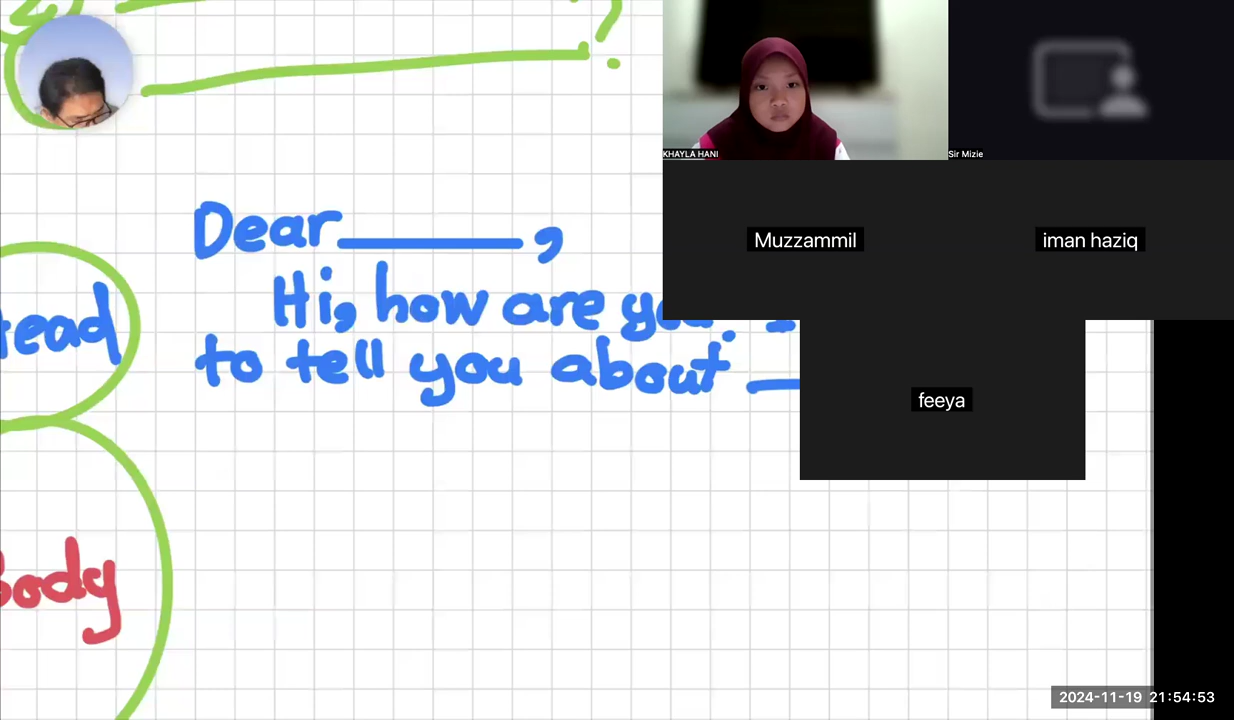 ?
KHAYLA HANI
Sir Mizie
Muzzammil
iman haziq
feeya
Dear ______,
Hi, how are you.
to tell you about __
body
2024-11-19 21:54:53